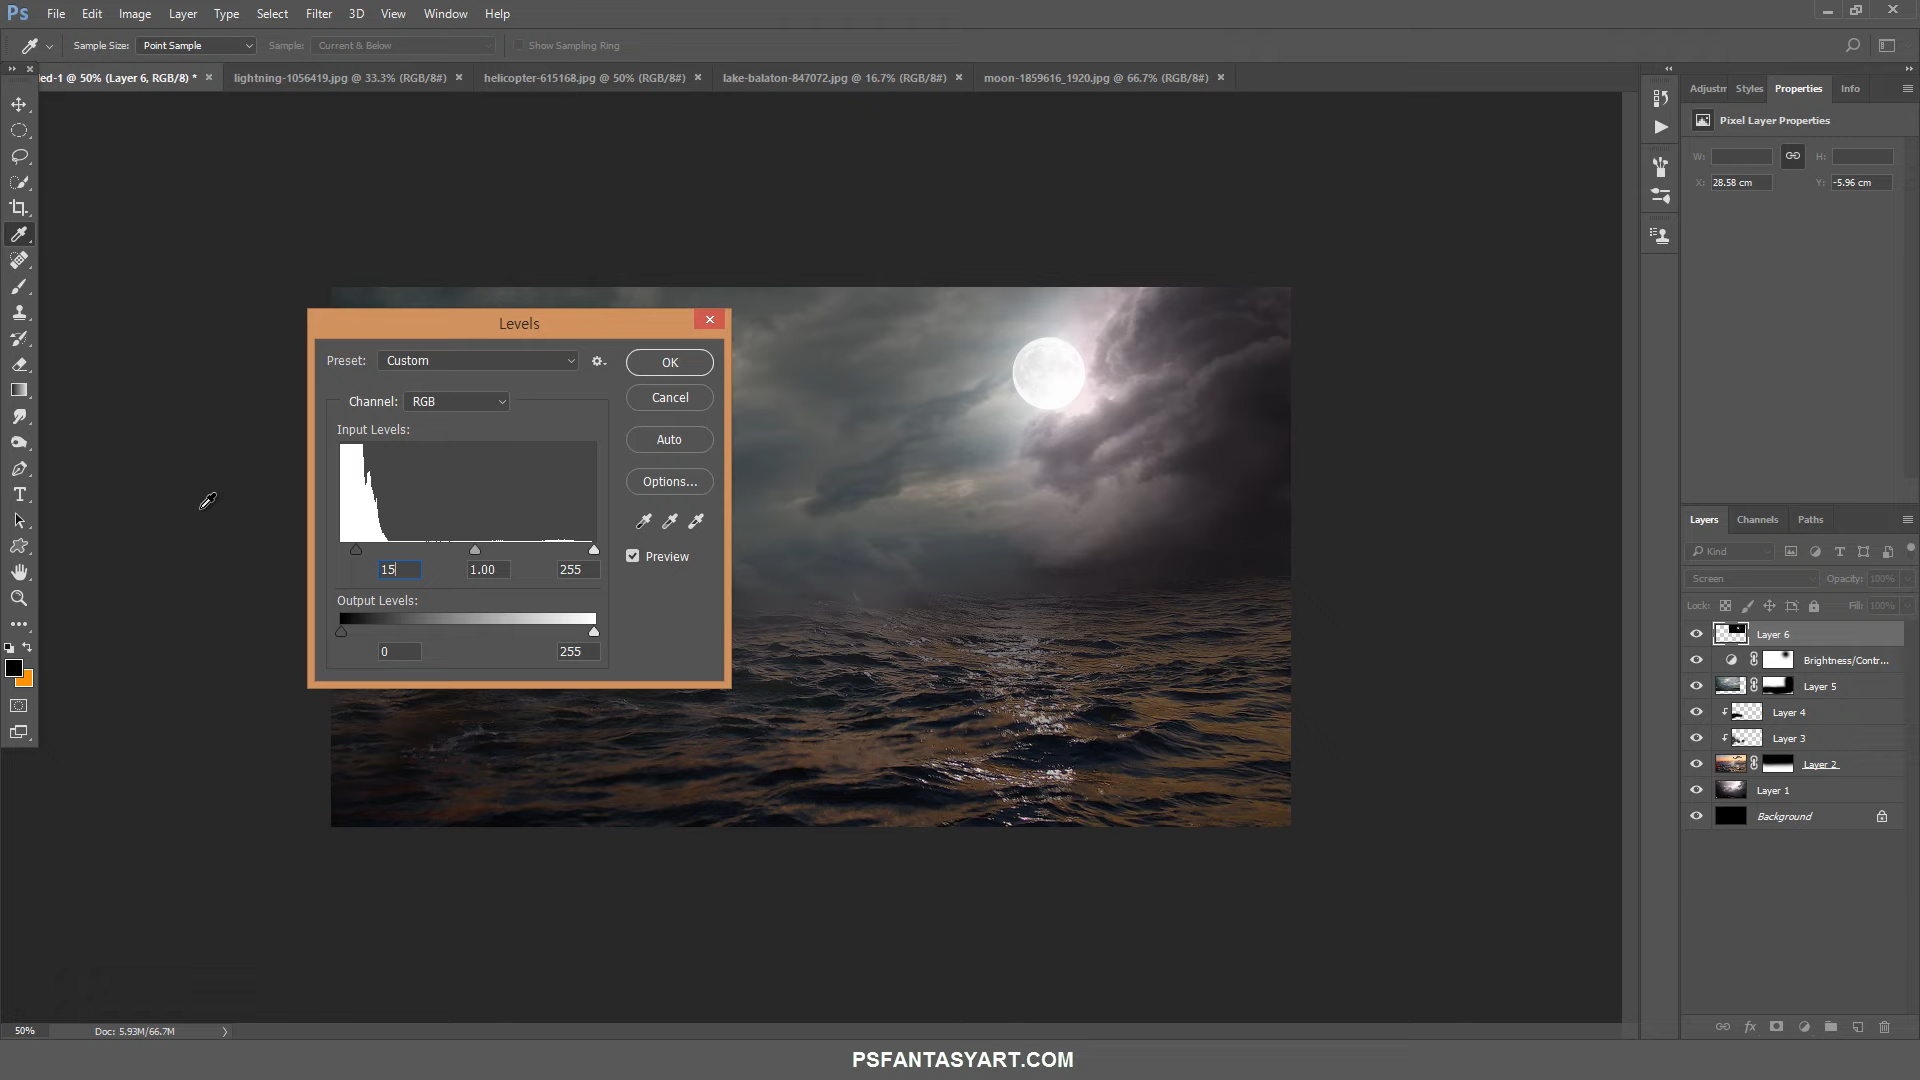 Ps File Edit Image Layer Type Select Filter 3D View Window Help
Sample Size: Point Sample Sample: Current & Below Show Sampling Ring
ed-1 @ 50% (Layer 6, RGB/8) * lightning-1056419.jpg @ 33.3% (RGB/8#) helicopter-615168.jpg @ 50% (RGB/8#) lake-balaton-847072.jpg @ 16.7% (RGB/8#) moon-1859616_1920.jpg @ 66.7% (RGB/8#)
Adjustm Styles Properties Info
Pixel Layer Properties
W: H:
X: 28.58 cm Y: -5.96 cm
Levels
Preset: Custom
OK
Cancel
Channel: RGB
Input Levels:
Auto
Options...
Preview
15 1.00 255
Output Levels:
0 255
Layers Channels Paths
Kind
Screen Opacity: 100%
Lock: Fill: 100%
Layer 6
Brightness/Contr...
Layer 5
Layer 4
Layer 3
Layer 2
Layer 1
Background
50% Doc: 5.93M/66.7M
PSFANTASYART.COM